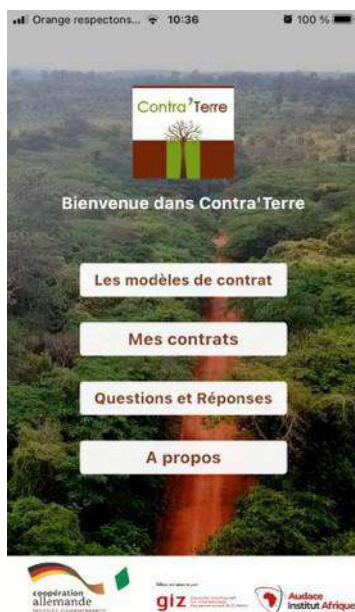 Orange respectons... 10:36 100 %
Contra'Terre
Bienvenue dans Contra'Terre
Les modèles de contrat
Mes contrats
Questions et Réponses
A propos
coopération
allemande
giz
Audace
Institut Afrique